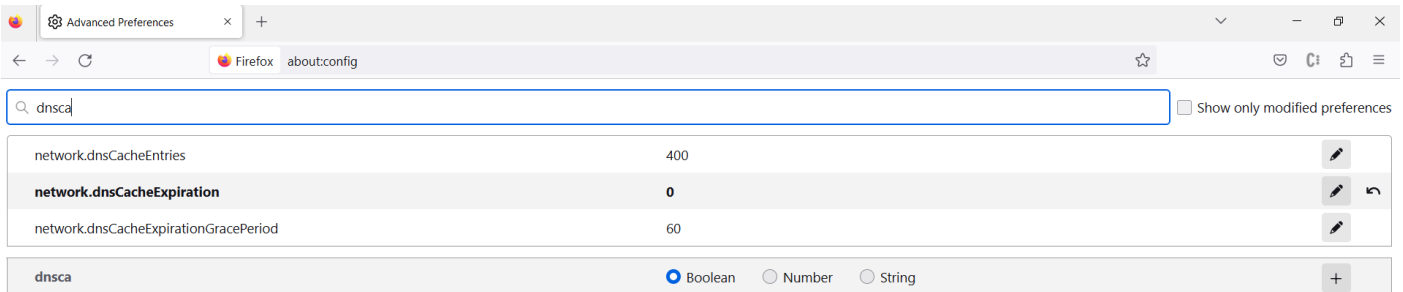 Advanced Preferences
Firefox about:config
dnsca
Show only modified preferences
network.dnsCacheEntries 400
network.dnsCacheExpiration 0
network.dnsCacheExpirationGracePeriod 60
dnsca Boolean Number String